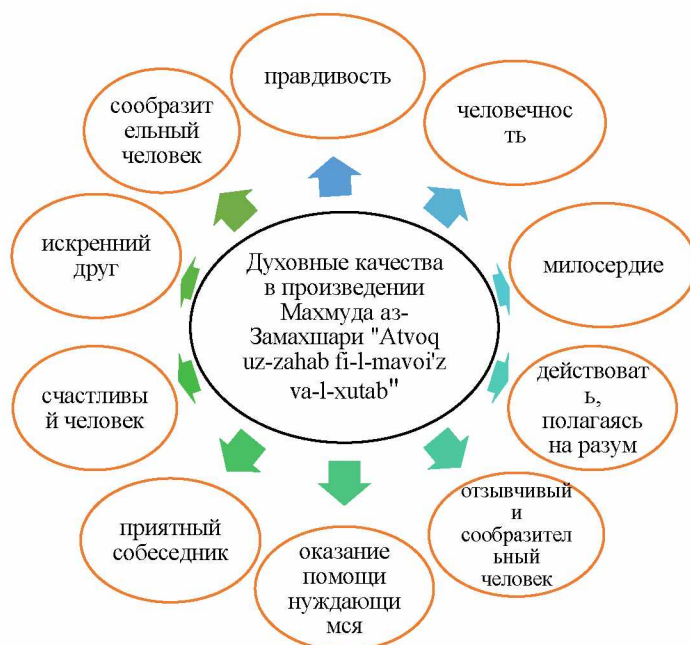 правдивость
человечнос
ть
милосердие
действоват
ь,
полагаясь
на разум
отзывчивый
и
сообразител
ьный
человек
оказание
помощи
нуждающи
мся
приятный
собеседник
счастливы
й человек
искренний
друг
сообразит
ельный
человек
Духовные качества
в произведении
Махмуда аз-
Замахшари "Atvoq
uz-zahab fi-l-mavoi'z
va-l-xutab"